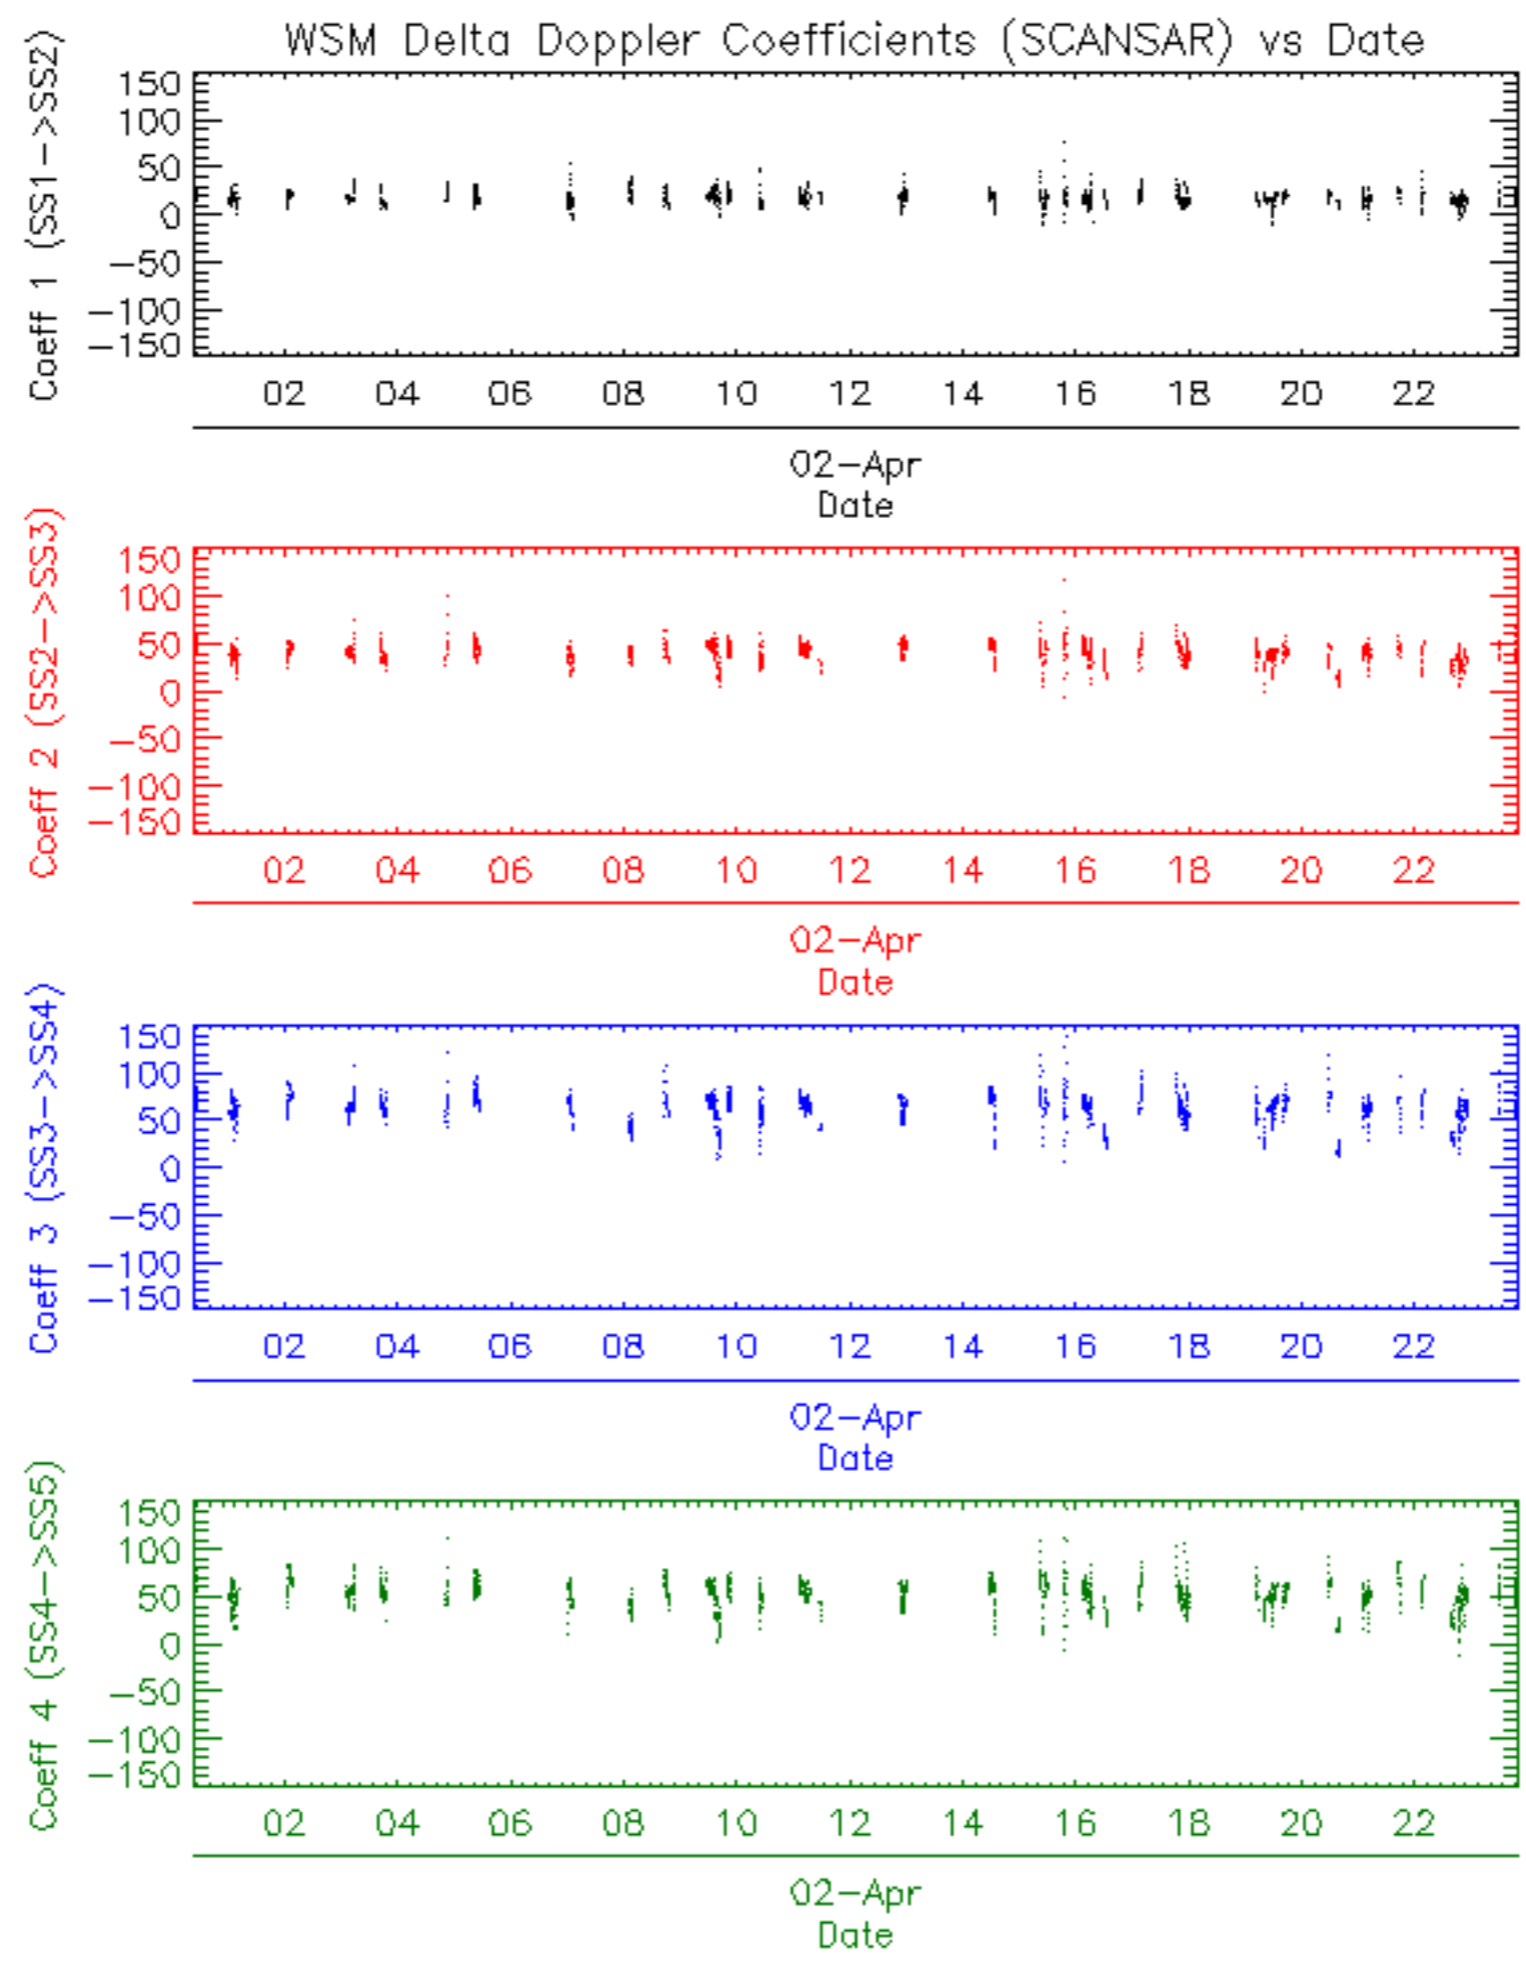 WSM Delta Doppler Coefficients (SCANSAR) vs Date
Coeff 1 (SS1->SS2)
150
100
50
0
-50
-100
-150
02 04 06 08 10 12 14 16 18 20 22
02-Apr
Date
Coeff 2 (SS2->SS3)
150
100
50
0
-50
-100
-150
02 04 06 08 10 12 14 16 18 20 22
02-Apr
Date
Coeff 3 (SS3->SS4)
150
100
50
0
-50
-100
-150
02 04 06 08 10 12 14 16 18 20 22
02-Apr
Date
Coeff 4 (SS4->SS5)
150
100
50
0
-50
-100
-150
02 04 06 08 10 12 14 16 18 20 22
02-Apr
Date